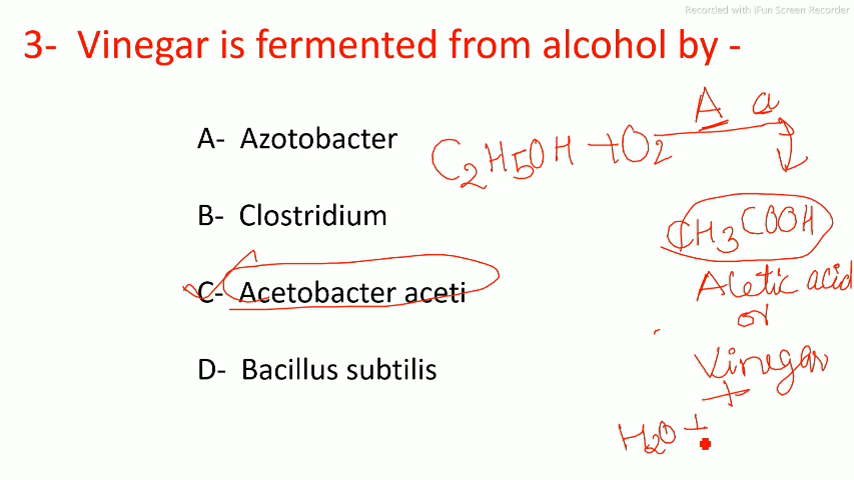 Recorded with iFun Screen Recorder
3- Vinegar is fermented from alcohol by -
A- Azotobacter
B- Clostridium
C- Acetobacter aceti
D- Bacillus subtilis
A a
C2H5OH + O2
CH3COOH
Acetic acid
or
Vinegar
+
H2O +